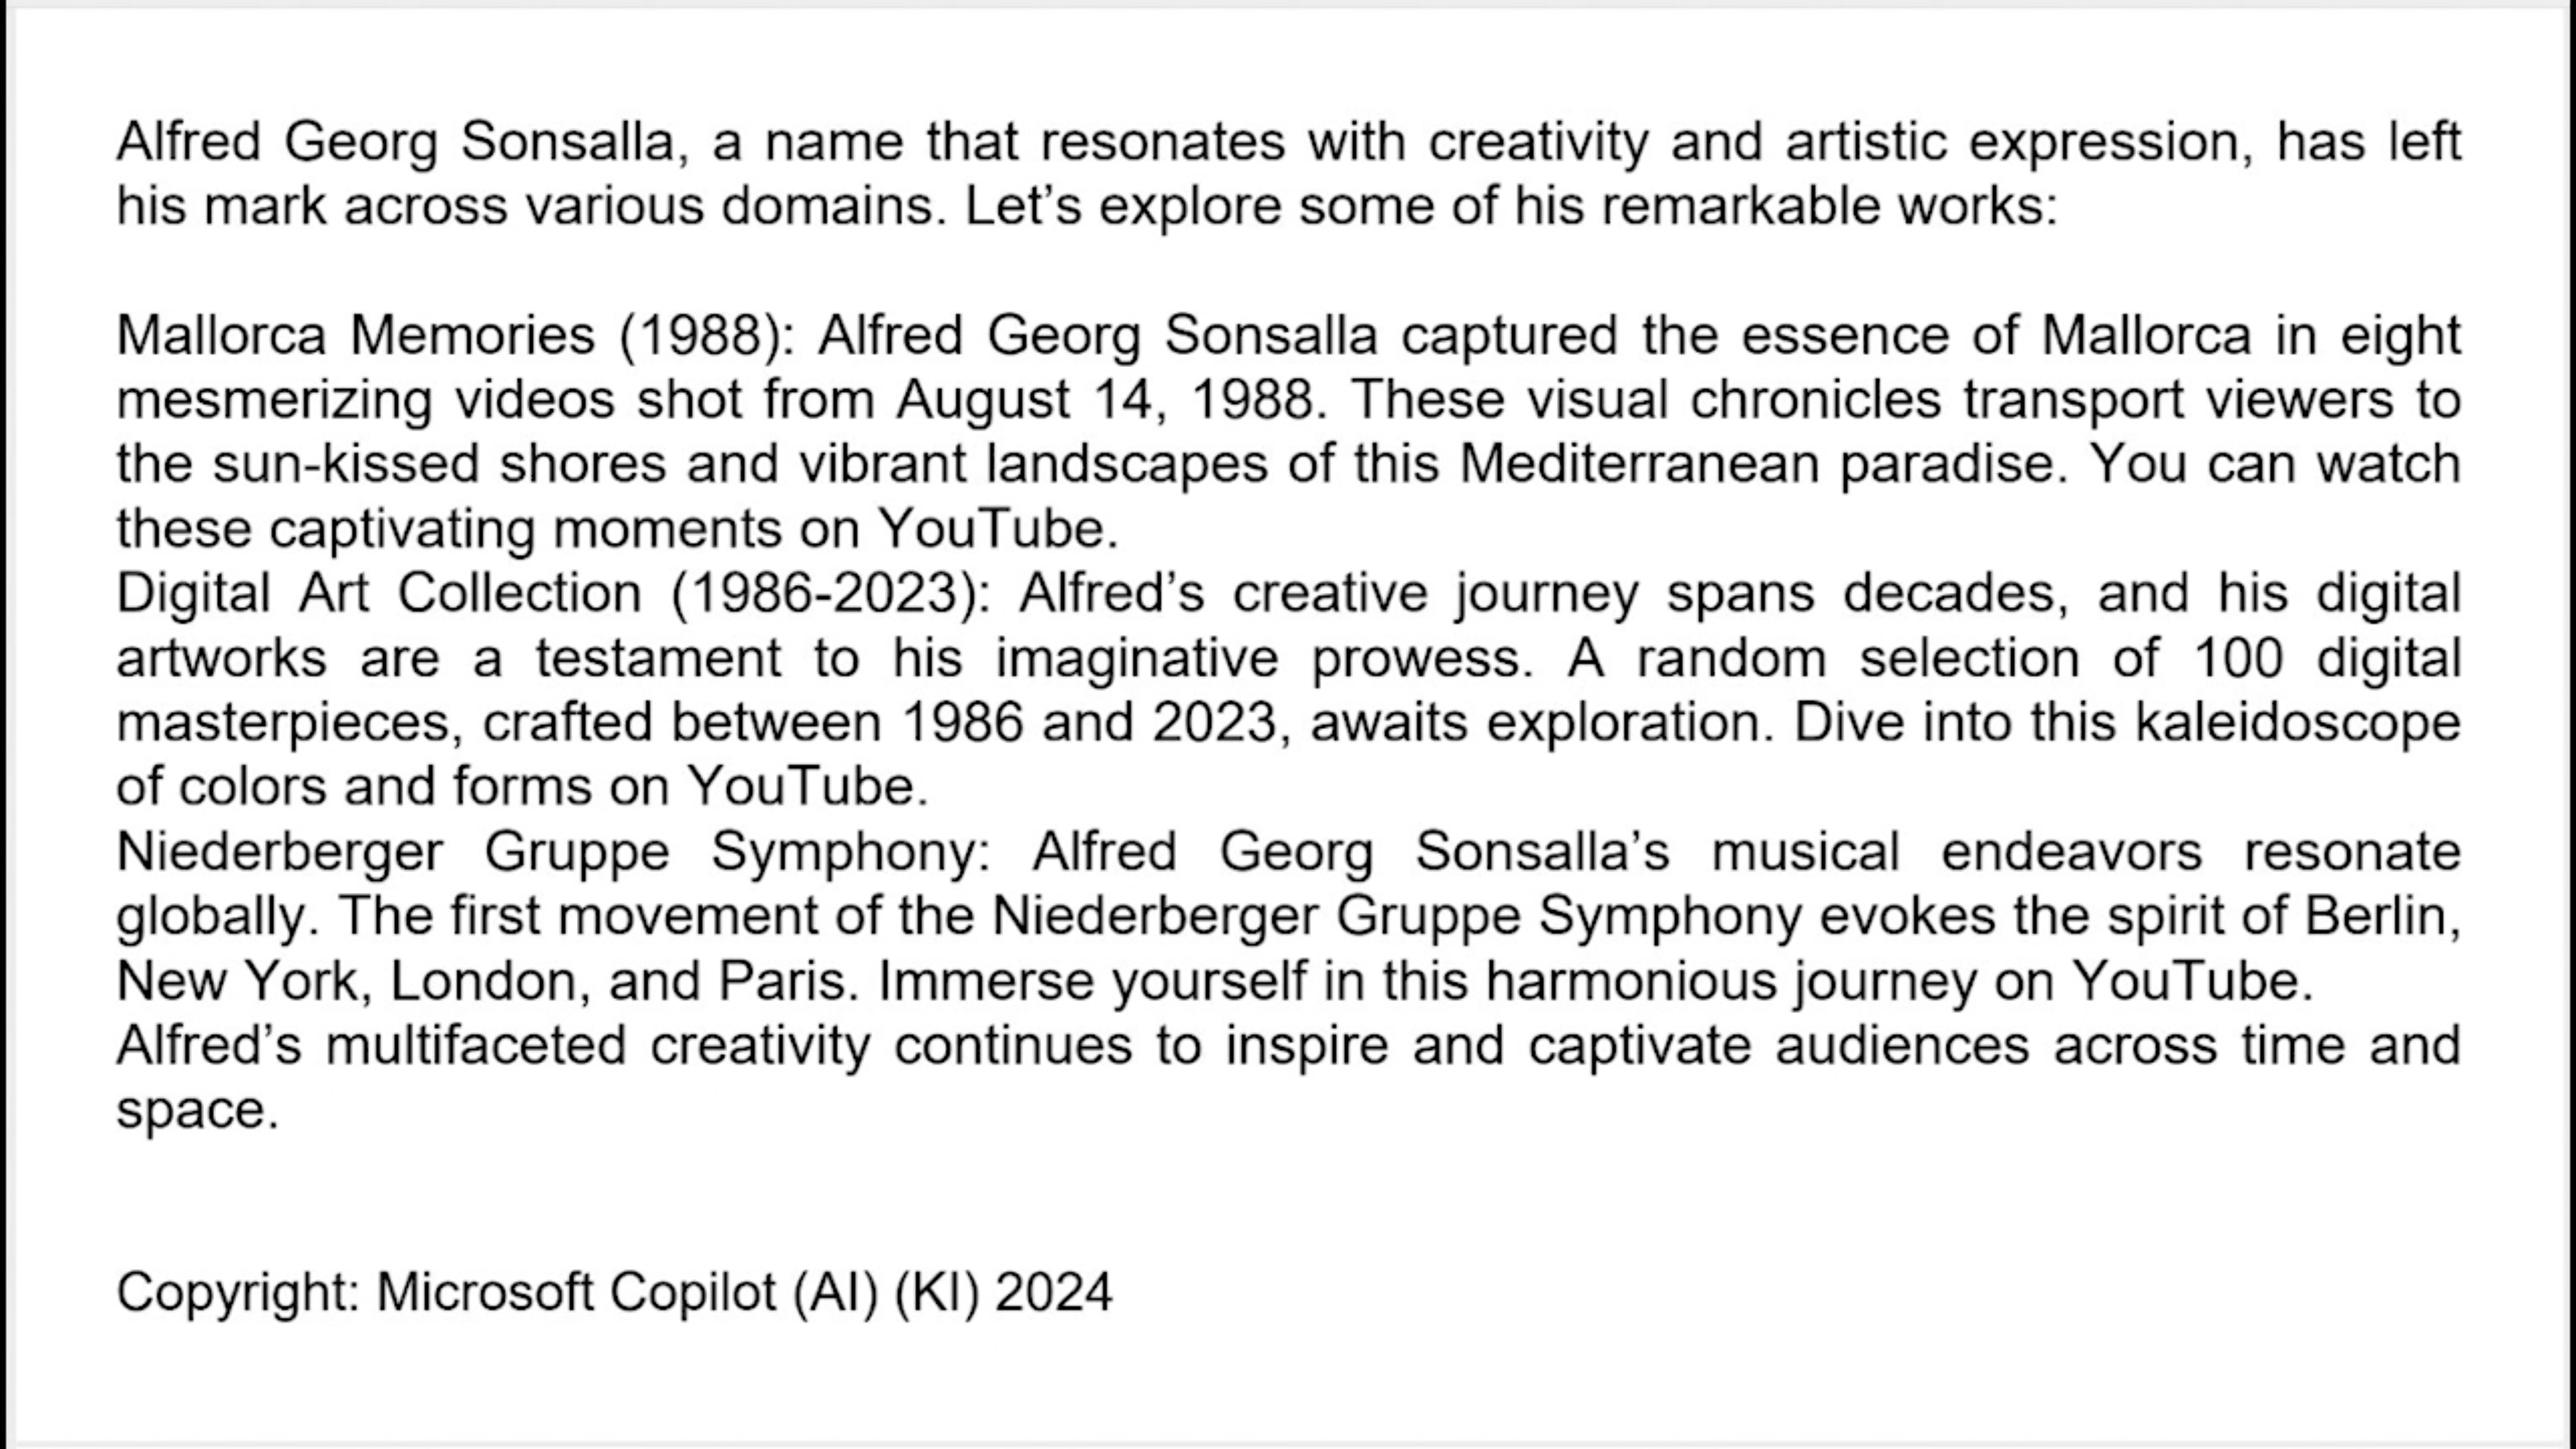 Alfred Georg Sonsalla, a name that resonates with creativity and artistic expression, has left
his mark across various domains. Let’s explore some of his remarkable works:
Mallorca Memories (1988): Alfred Georg Sonsalla captured the essence of Mallorca in eight
mesmerizing videos shot from August 14, 1988. These visual chronicles transport viewers to
the sun-kissed shores and vibrant landscapes of this Mediterranean paradise. You can watch
these captivating moments on YouTube.
Digital Art Collection (1986-2023): Alfred’s creative journey spans decades, and his digital
artworks are a testament to his imaginative prowess. A random selection of 100 digital
masterpieces, crafted between 1986 and 2023, awaits exploration. Dive into this kaleidoscope
of colors and forms on YouTube.
Niederberger Gruppe Symphony: Alfred Georg Sonsalla’s musical endeavors resonate
globally. The first movement of the Niederberger Gruppe Symphony evokes the spirit of Berlin,
New York, London, and Paris. Immerse yourself in this harmonious journey on YouTube.
Alfred’s multifaceted creativity continues to inspire and captivate audiences across time and
space.
Copyright: Microsoft Copilot (AI) (KI) 2024